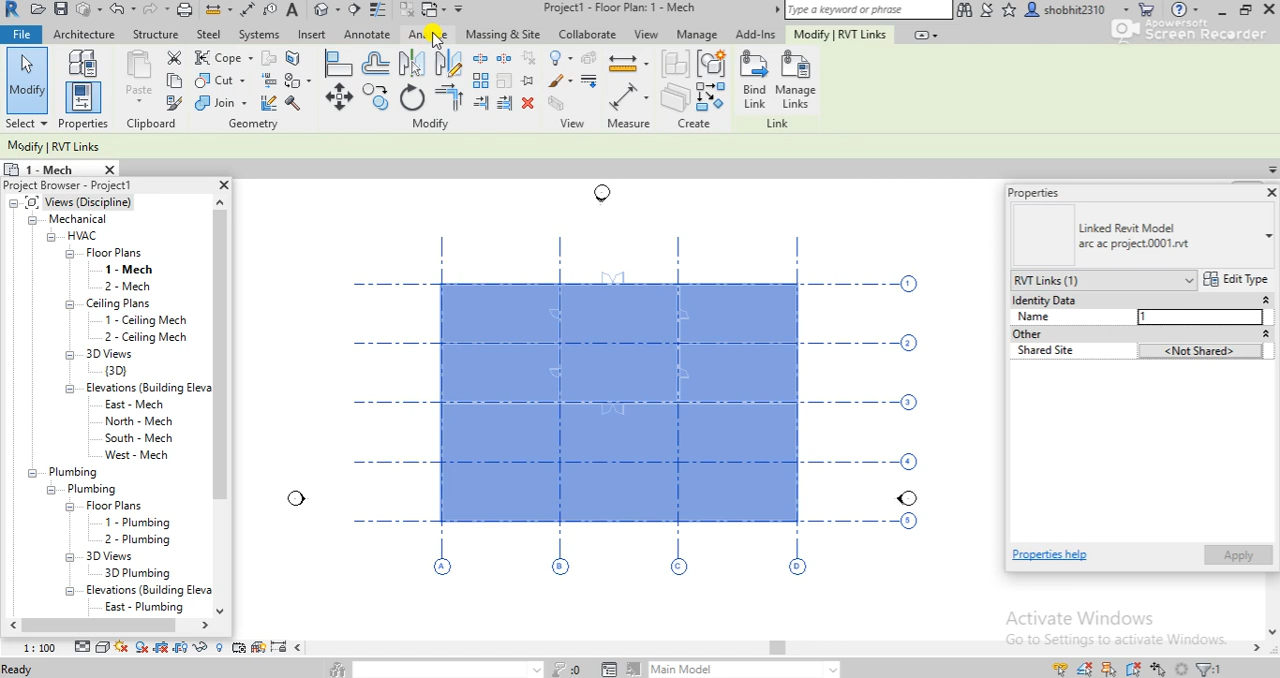 Project1 - Floor Plan: 1 - Mech
Type a keyword or phrase
shobhit2310
File Architecture Structure Steel Systems Insert Annotate Massing & Site Collaborate View Manage Add-Ins Modify | RVT Links
Apowersoft
Screen Recorder
Modify
Paste
Cope
Cut
Join
Bind
Link
Manage
Links
Select Properties Clipboard Geometry Modify View Measure Create Link
Modify | RVT Links
1 - Mech
Project Browser - Project1
Views (Discipline)
Mechanical
HVAC
Floor Plans
1 - Mech
2 - Mech
Ceiling Plans
1 - Ceiling Mech
2 - Ceiling Mech
3D Views
{3D}
Elevations (Building Eleva
East - Mech
North - Mech
South - Mech
West - Mech
Plumbing
Plumbing
Floor Plans
1 - Plumbing
2 - Plumbing
3D Views
3D Plumbing
Elevations (Building Eleva
East - Plumbing
1
2
3
4
5
A B C D
Properties
Linked Revit Model
arc ac project.0001.rvt
RVT Links (1)
Edit Type
Identity Data
Name 1
Other
Shared Site <Not Shared>
Properties help
Apply
Activate Windows
Go to Settings to activate Windows.
1 : 100
Ready
:0
Main Model
:1